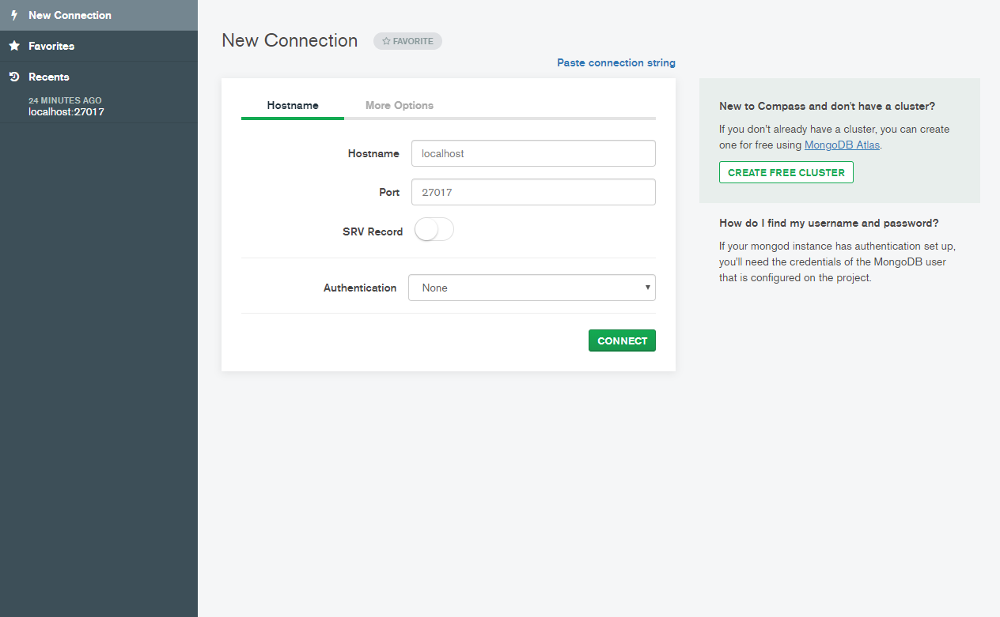 New Connection
Favorites
Recents
24 MINUTES AGO
localhost:27017
New Connection
FAVORITE
Paste connection string
Hostname
More Options
Hostname
localhost
Port
27017
SRV Record
Authentication
None
CONNECT
New to Compass and don't have a cluster?
If you don't already have a cluster, you can create
one for free using MongoDB Atlas.
CREATE FREE CLUSTER
How do I find my username and password?
If your mongod instance has authentication set up,
you'll need the credentials of the MongoDB user
that is configured on the project.